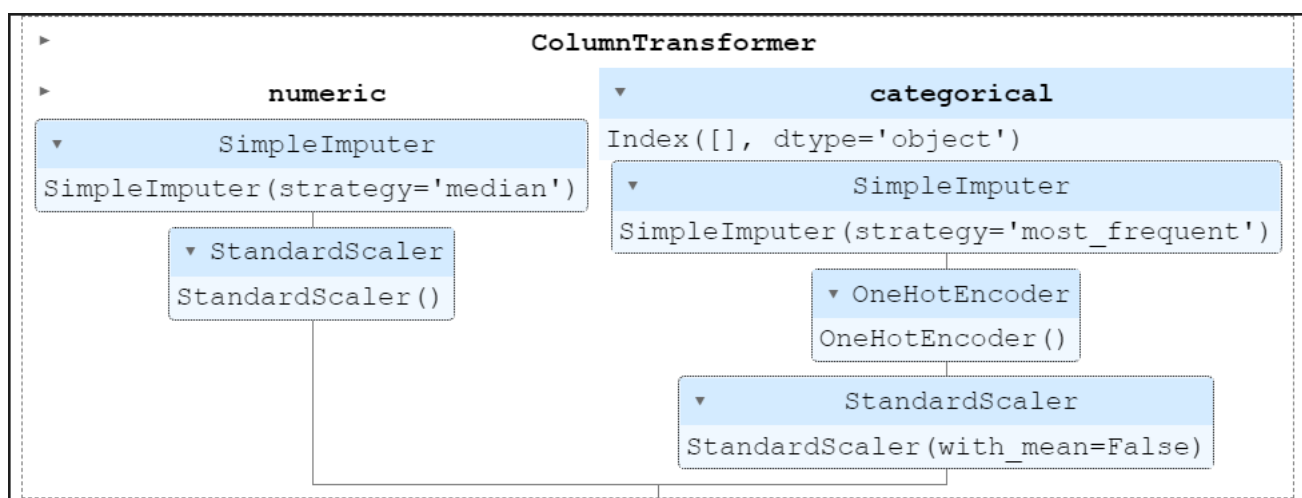 ColumnTransformer
numeric
SimpleImputer
SimpleImputer(strategy='median')
StandardScaler
StandardScaler()
categorical
Index([], dtype='object')
SimpleImputer
SimpleImputer(strategy='most_frequent')
OneHotEncoder
OneHotEncoder()
StandardScaler
StandardScaler(with_mean=False)